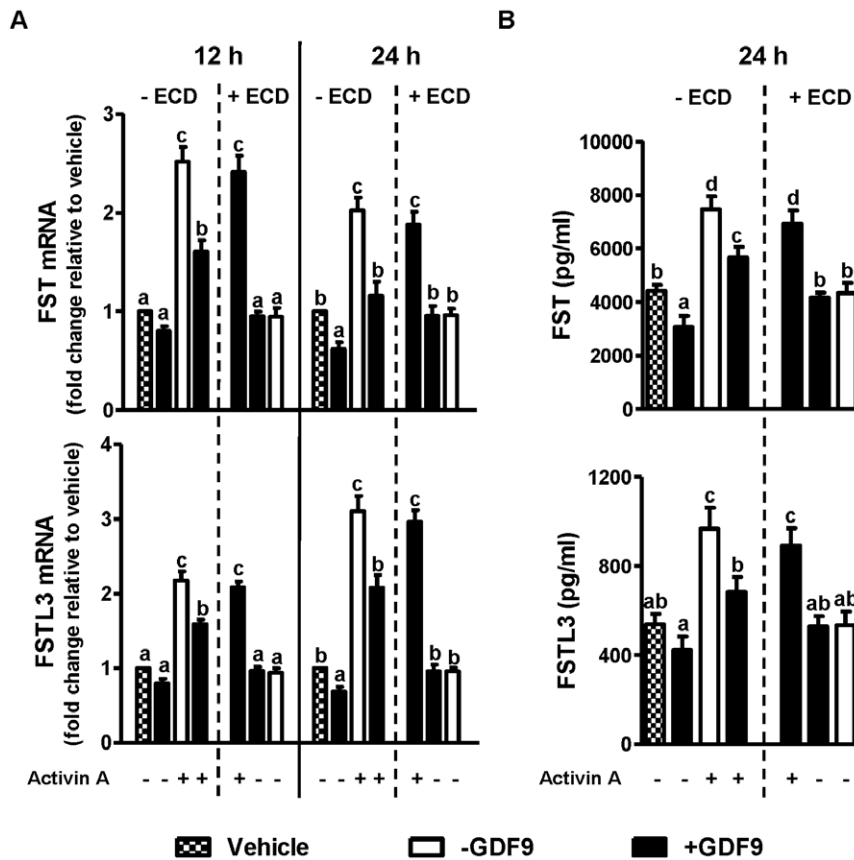 A
B
12 h
24 h
24 h
- ECD
+ ECD
- ECD
+ ECD
- ECD
+ ECD
FST mRNA
(fold change relative to vehicle)
3
2
1
0
a a c b c a a
b a c b c b b
FST (pg/ml)
10000
8000
6000
4000
2000
0
b a d c d b b
FSTL3 mRNA
(fold change relative to vehicle)
4
3
2
1
0
a a c b c a a
b a c b c b b
FSTL3 (pg/ml)
1200
800
400
0
ab a c b c ab ab
Activin A - - + + + - - - - + + + - -
Activin A - - + + + - -
Vehicle
-GDF9
+GDF9